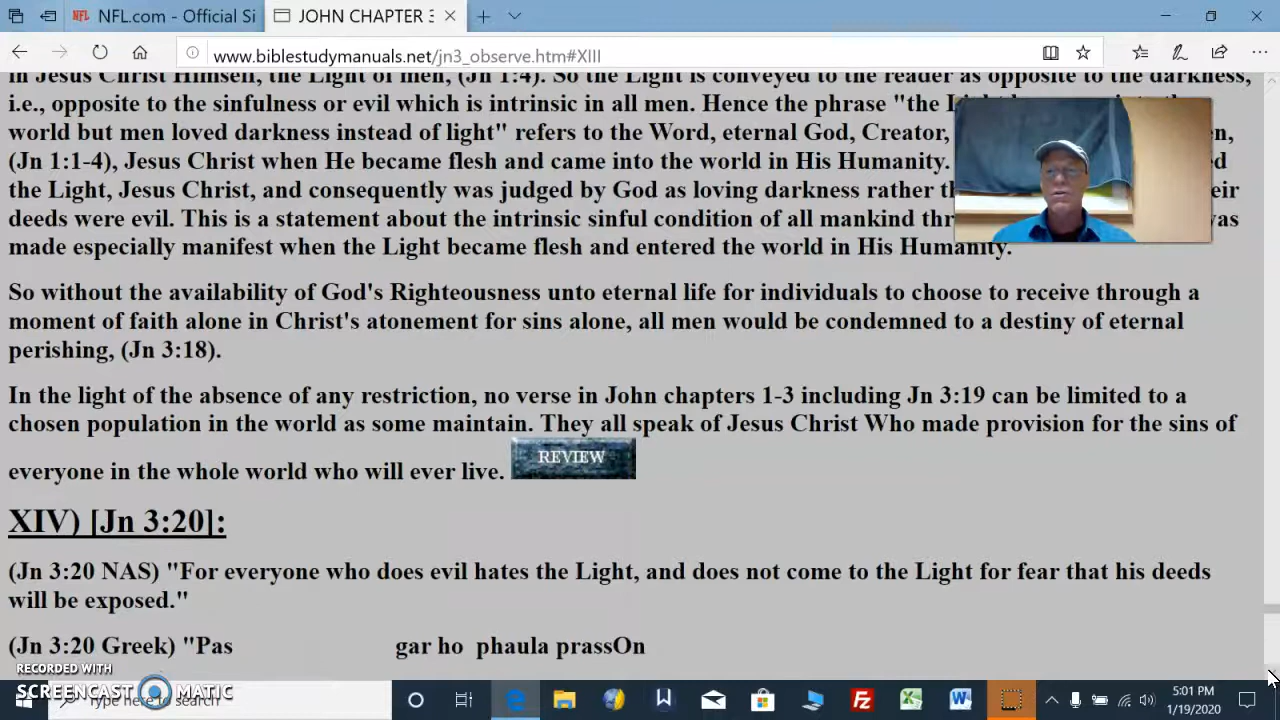 NFL.com - Official Si
JOHN CHAPTER 3
www.biblestudymanuals.net/jn3_observe.htm#XIII
in Jesus Christ Himself, the Light of men, (Jn 1:4). So the Light is conveyed to the reader as opposite to the darkness,
i.e., opposite to the sinfulness or evil which is intrinsic in all men. Hence the phrase "the
world but men loved darkness instead of light" refers to the Word, eternal God, Creator,
(Jn 1:1-4), Jesus Christ when He became flesh and came into the world in His Humanity.
the Light, Jesus Christ, and consequently was judged by God as loving darkness rather
deeds were evil. This is a statement about the intrinsic sinful condition of all mankind was
made especially manifest when the Light became flesh and entered the world in His Humanity.
So without the availability of God's Righteousness unto eternal life for individuals to choose to receive through a
moment of faith alone in Christ's atonement for sins alone, all men would be condemned to a destiny of eternal
perishing, (Jn 3:18).
In the light of the absence of any restriction, no verse in John chapters 1-3 including Jn 3:19 can be limited to a
chosen population in the world as some maintain. They all speak of Jesus Christ Who made provision for the sins of
everyone in the whole world who will ever live. REVIEW
XIV) [Jn 3:20]:
(Jn 3:20 NAS) "For everyone who does evil hates the Light, and does not come to the Light for fear that his deeds
will be exposed."
(Jn 3:20 Greek) "Pas gar ho phaula prassOn
RECORDED WITH
SCREENCAST MATIC
Type here to search
5:01 PM
1/19/2020